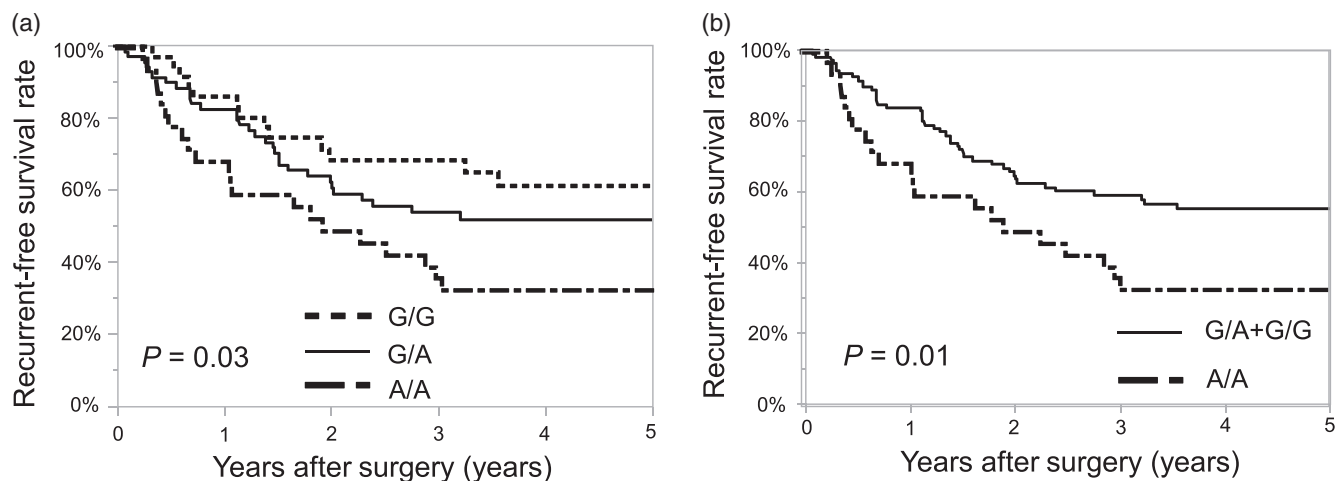 (a)
Recurrent-free survival rate
100%
80%
60%
40%
20%
0%
G/G
G/A
A/A
P = 0.03
0 1 2 3 4 5
Years after surgery (years)
(b)
Recurrent-free survival rate
100%
80%
60%
40%
20%
0%
G/A+G/G
A/A
P = 0.01
0 1 2 3 4 5
Years after surgery (years)